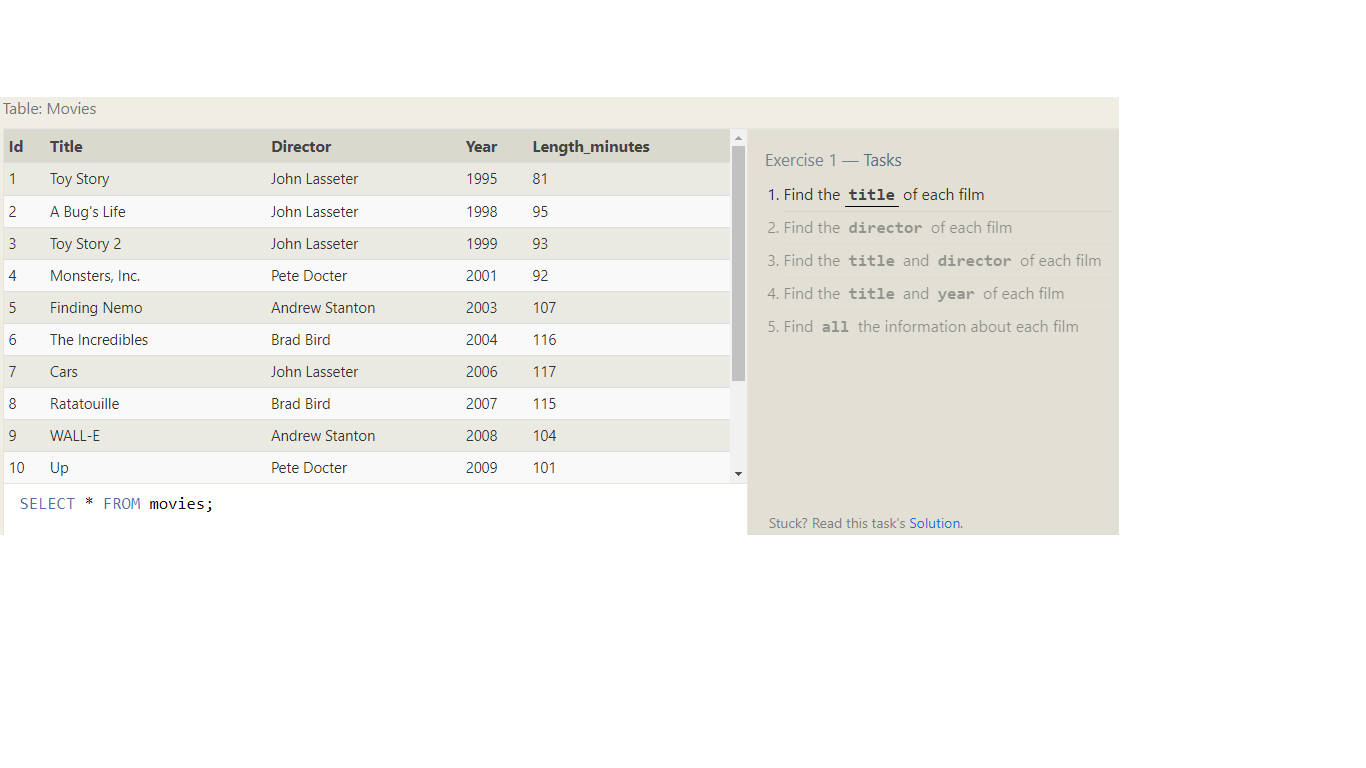 Table: Movies
Id Title Director Year Length_minutes
1 Toy Story John Lasseter 1995 81
2 A Bug's Life John Lasseter 1998 95
3 Toy Story 2 John Lasseter 1999 93
4 Monsters, Inc. Pete Docter 2001 92
5 Finding Nemo Andrew Stanton 2003 107
6 The Incredibles Brad Bird 2004 116
7 Cars John Lasseter 2006 117
8 Ratatouille Brad Bird 2007 115
9 WALL-E Andrew Stanton 2008 104
10 Up Pete Docter 2009 101
SELECT * FROM movies;
Exercise 1 — Tasks
1. Find the title of each film
2. Find the director of each film
3. Find the title and director of each film
4. Find the title and year of each film
5. Find all the information about each film
Stuck? Read this task's Solution.